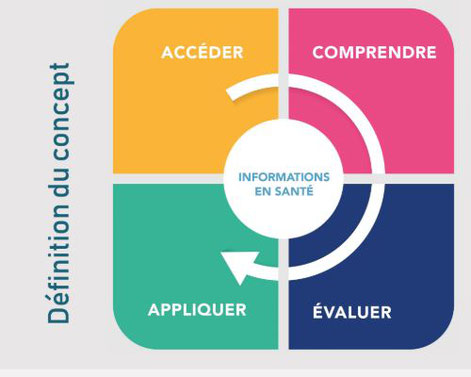 Définition du concept
ACCÉDER
COMPRENDRE
INFORMATIONS
EN SANTÉ
APPLIQUER
ÉVALUER